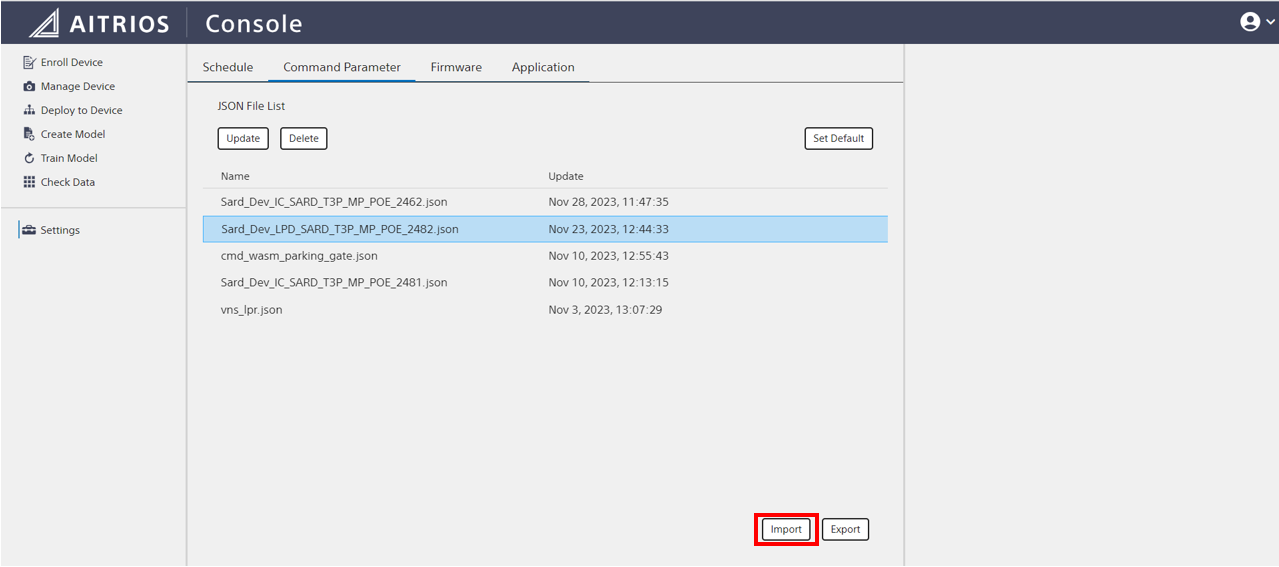 AITRIOS Console
Enroll Device
Manage Device
Deploy to Device
Create Model
Train Model
Check Data
Settings
Schedule Command Parameter Firmware Application
JSON File List
Update Delete Set Default
Name Update
Sard_Dev_IC_SARD_T3P_MP_POE_2462.json Nov 28, 2023, 11:47:35
Sard_Dev_LPD_SARD_T3P_MP_POE_2482.json Nov 23, 2023, 12:44:33
cmd_wasm_parking_gate.json Nov 10, 2023, 12:55:43
Sard_Dev_IC_SARD_T3P_MP_POE_2481.json Nov 10, 2023, 12:13:15
vns_lpr.json Nov 3, 2023, 13:07:29
Import Export